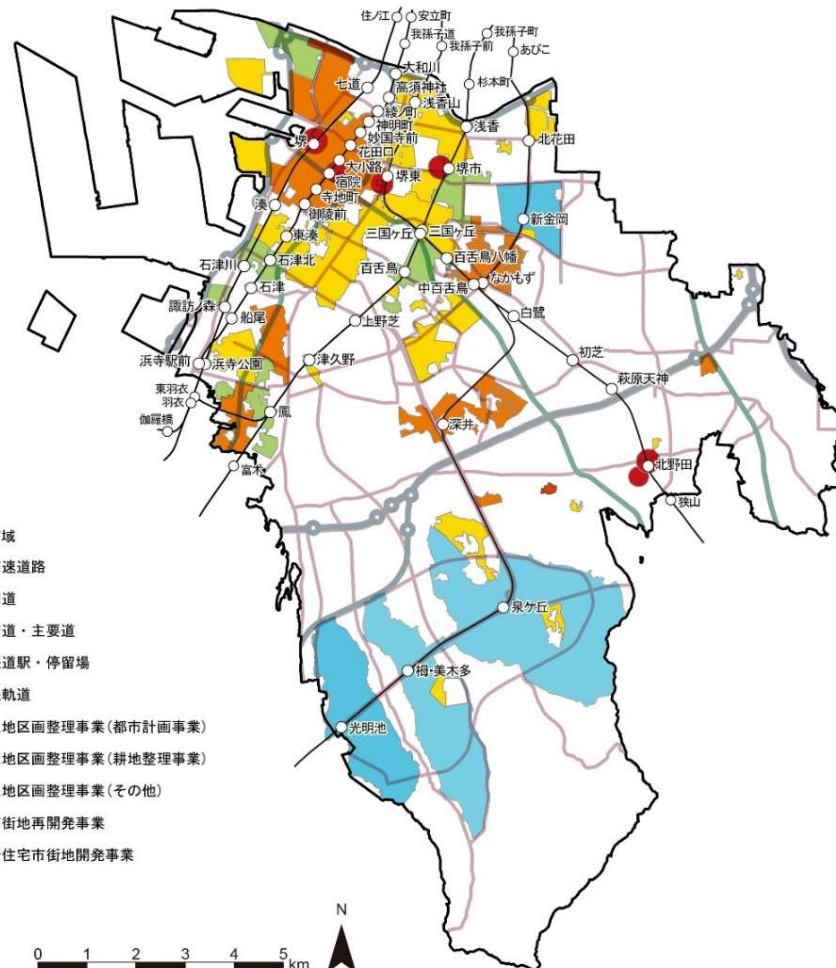 住ノ江
安立町
我孫子道
我孫子町
我孫子前
あびこ
大和川
七道
高須神社
杉本町
浅香山
綾ノ町
神明町
浅香
妙国寺前
北花田
堺
花田口
大小路
堺市
宿院
堺東
寺地町
湊
御陵前
新金岡
東湊
三国ヶ丘
三国ヶ丘
百舌鳥八幡
石津川
石津北
百舌鳥
なかもず
中百舌鳥
石津
諏訪ノ森
船尾
上野芝
白鷺
初芝
浜寺駅前
浜寺公園
津久野
萩原天神
東羽衣
羽衣
伽羅橋
鳳
深井
富木
北野田
狭山
域
速道路
道
道・主要道
道駅・停留場
軌道
地区画整理事業(都市計画事業)
地区画整理事業(耕地整理事業)
地区画整理事業(その他)
街地再開発事業
住宅市街地開発事業
泉ケ丘
栂・美木多
光明池
N
0 1 2 3 4 5
km